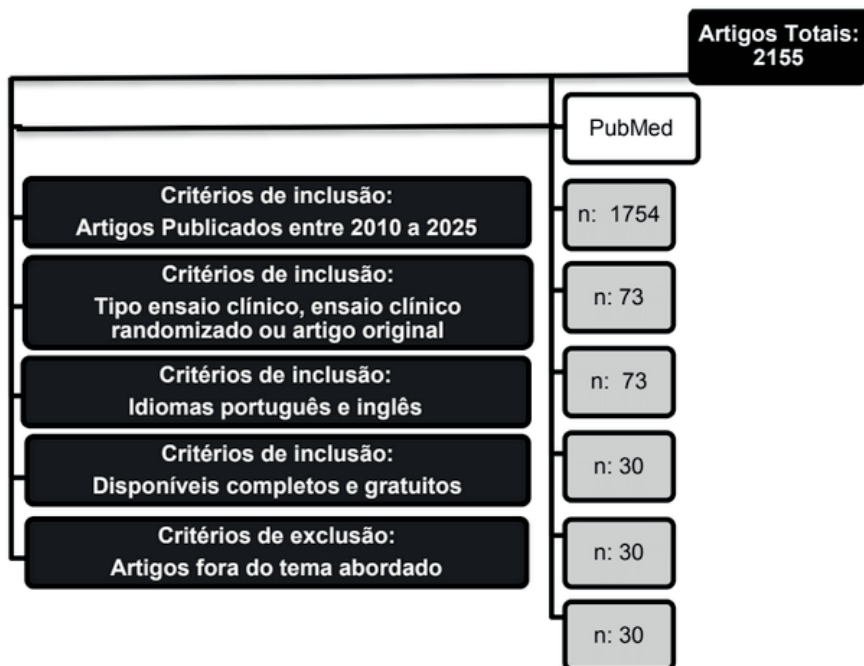 Artigos Totais:
2155
PubMed
Critérios de inclusão:
Artigos Publicados entre 2010 a 2025
n: 1754
Critérios de inclusão:
Tipo ensaio clínico, ensaio clínico
randomizado ou artigo original
n: 73
Critérios de inclusão:
Idiomas português e inglês
n: 73
Critérios de inclusão:
Disponíveis completos e gratuitos
n: 30
Critérios de exclusão:
Artigos fora do tema abordado
n: 30
n: 30